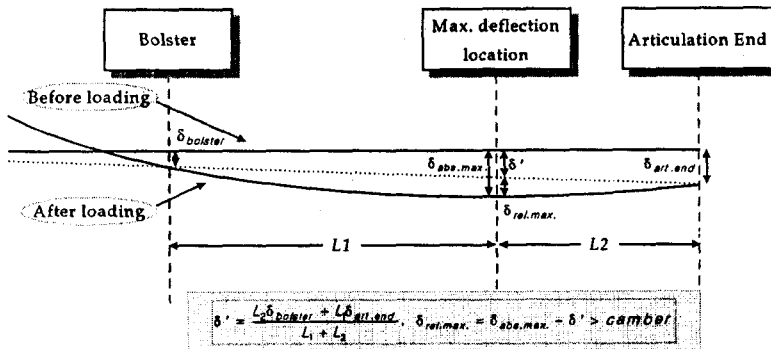 Bolster
Max. deflection
location
Articulation End
Before loading
δbolster
δabs.max
δ'
δart.end
After loading
δrel.max.
L1
L2
δ' = (L₂δbolster + L₁δart.end) / (L₁ + L₂), δrel.max. = δabs.max. - δ' > camber